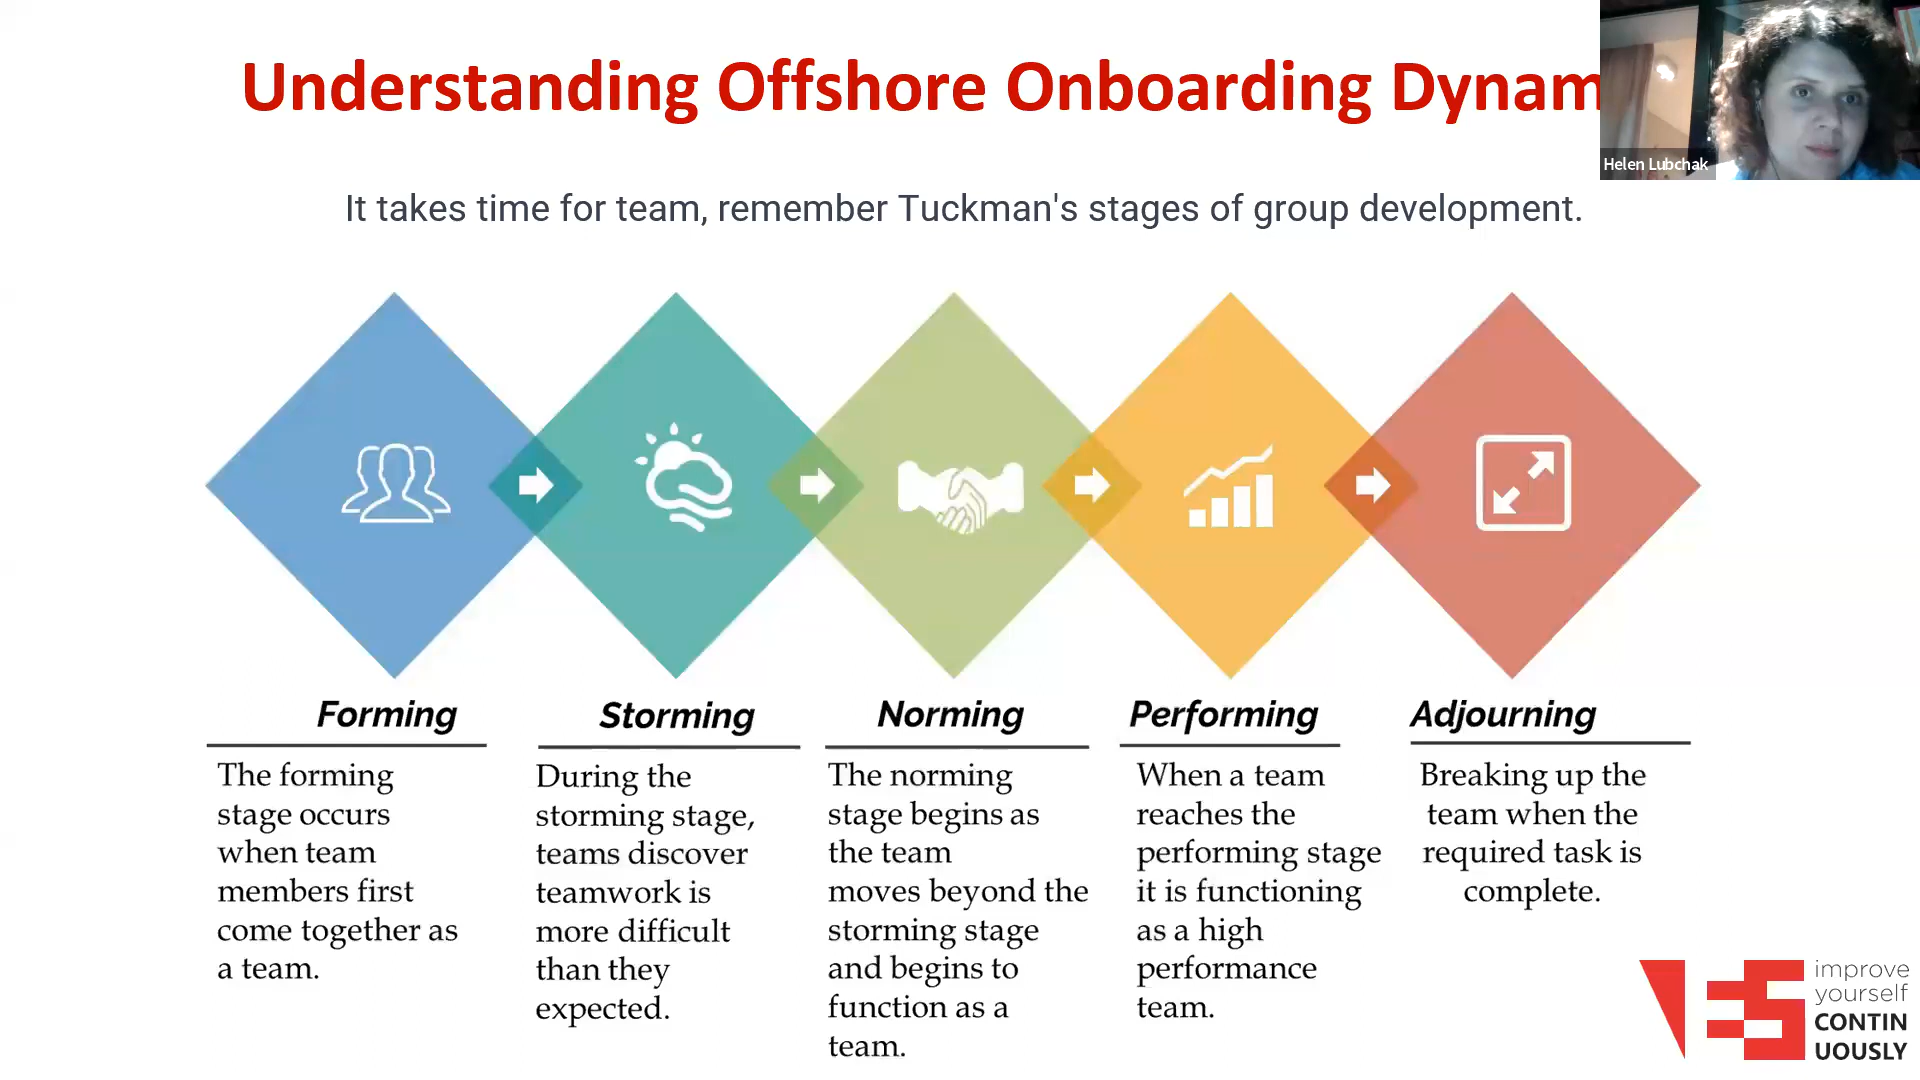 Understanding Offshore Onboarding Dynam
Helen Lubchak
It takes time for team, remember Tuckman's stages of group development.
Forming
The forming
stage occurs
when team
members first
come together as
a team.
Storming
During the
storming stage,
teams discover
teamwork is
more difficult
than they
expected.
Norming
The norming
stage begins as
the team
moves beyond the
storming stage
and begins to
function as a
team.
Performing
When a team
reaches the
performing stage
it is functioning
as a high
performance
team.
Adjourning
Breaking up the
team when the
required task is
complete.
improve
yourself
CONTIN
UOUSLY